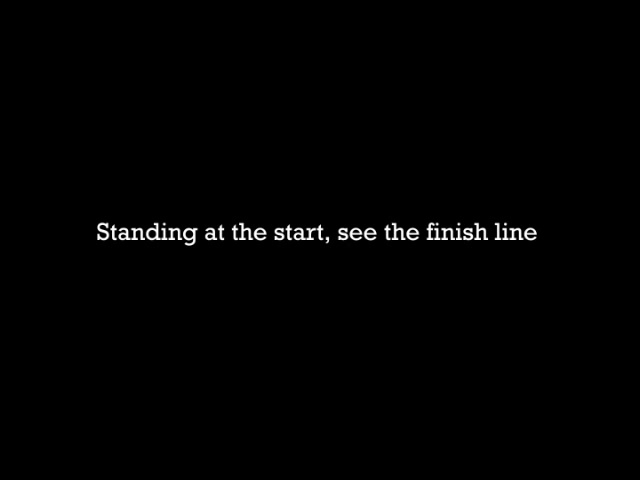 Standing at the start, see the finish line